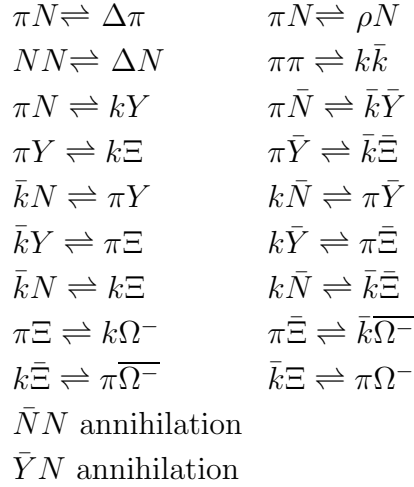 πN⇌ Δπ πN⇌ ρN
NN⇌ ΔN ππ ⇌ kk̄
πN ⇌ kY πN̄ ⇌ k̄Ȳ
πY ⇌ kΞ πȲ ⇌ k̄Ξ̄
k̄N ⇌ πY kN̄ ⇌ πȲ
k̄Y ⇌ πΞ kȲ ⇌ πΞ̄
k̄N ⇌ kΞ kN̄ ⇌ k̄Ξ̄
πΞ ⇌ kΩ⁻ πΞ̄ ⇌ k̄Ω̅⁻̅
kΞ̄ ⇌ πΩ̅⁻̅ k̄Ξ ⇌ πΩ⁻
N̄N annihilation
ȲN annihilation